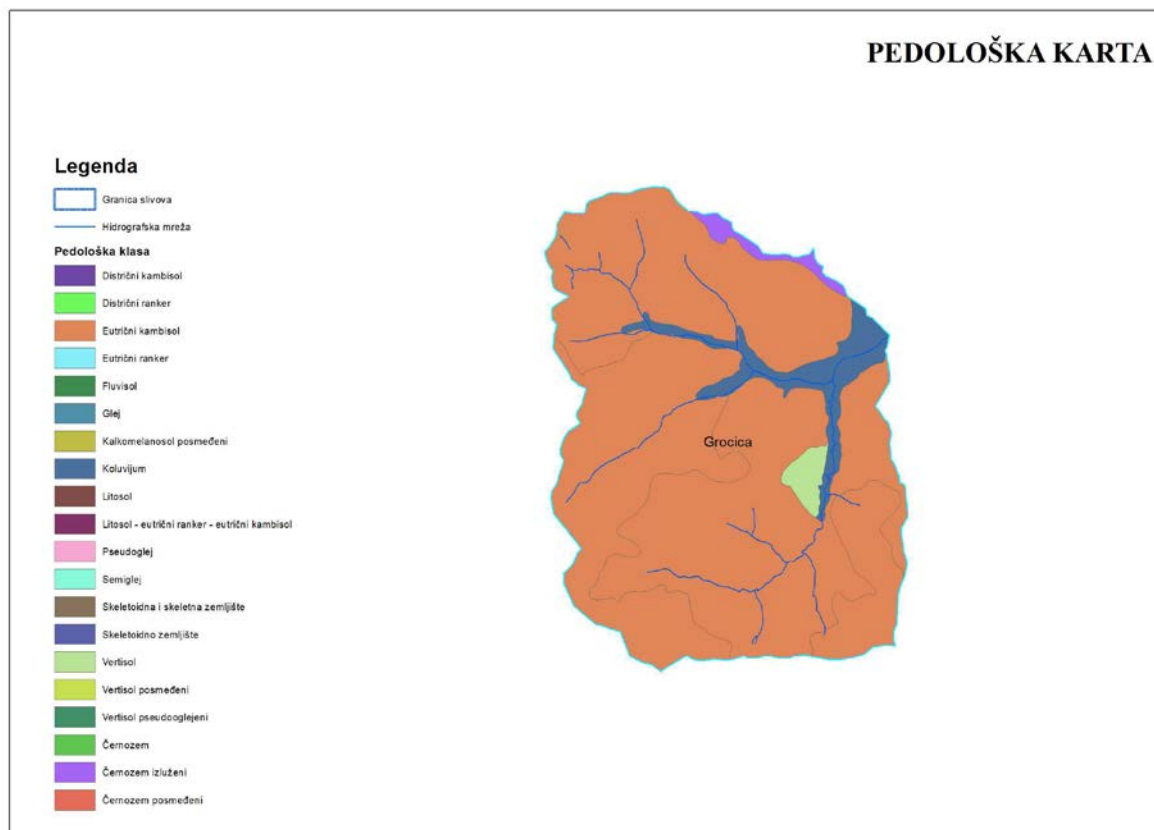 PEDOLOŠKA KARTA
Legenda
Granica slivova
Hidrografska mreža
Pedološka klasa
Distrični kambisol
Distrični ranker
Eutrični kambisol
Eutrični ranker
Fluvisol
Glej
Kalkomelanosol posmeđeni
Koluvijum
Litosol
Litosol - eutrični ranker - eutrični kambisol
Pseudoglej
Semiglej
Skeletoidna i skeletna zemljište
Skeletoidno zemljište
Vertisol
Vertisol posmeđeni
Vertisol pseudooglejeni
Černozem
Černozem izluženi
Černozem posmeđeni
Grocica